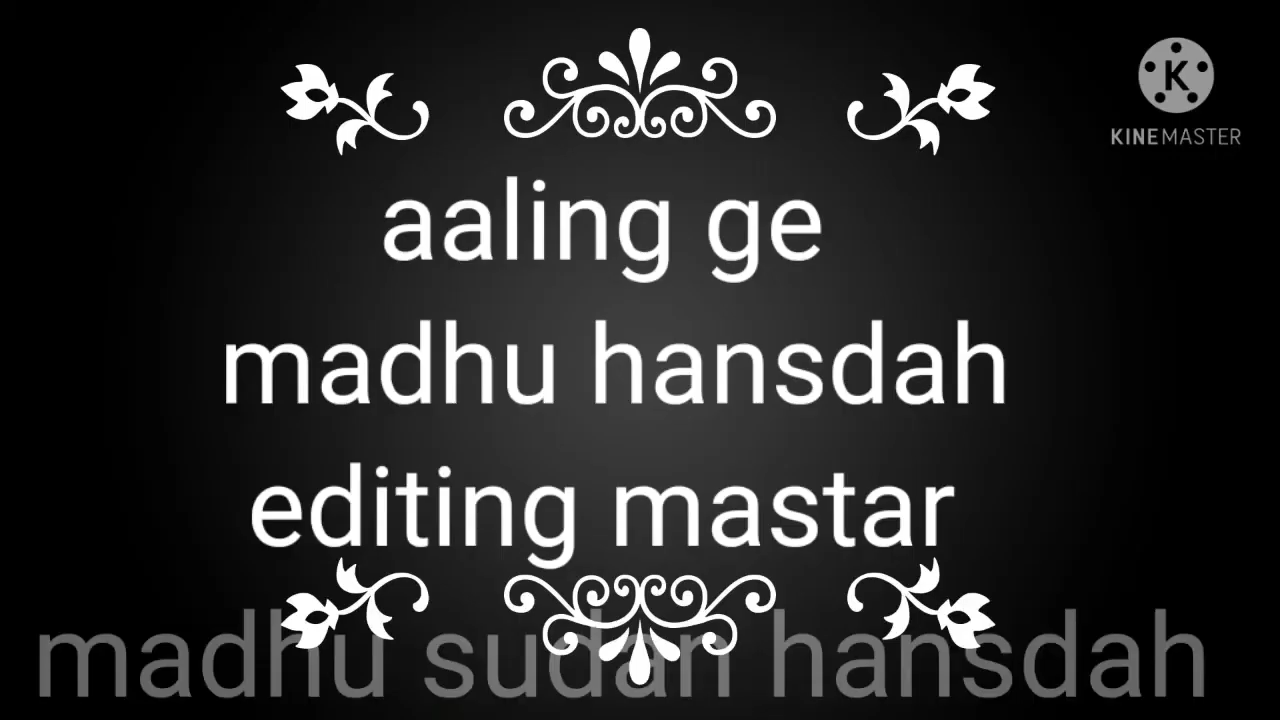 K
KINEMASTER
aaling ge
madhu hansdah
editing mastar
madhu sudan hansdah